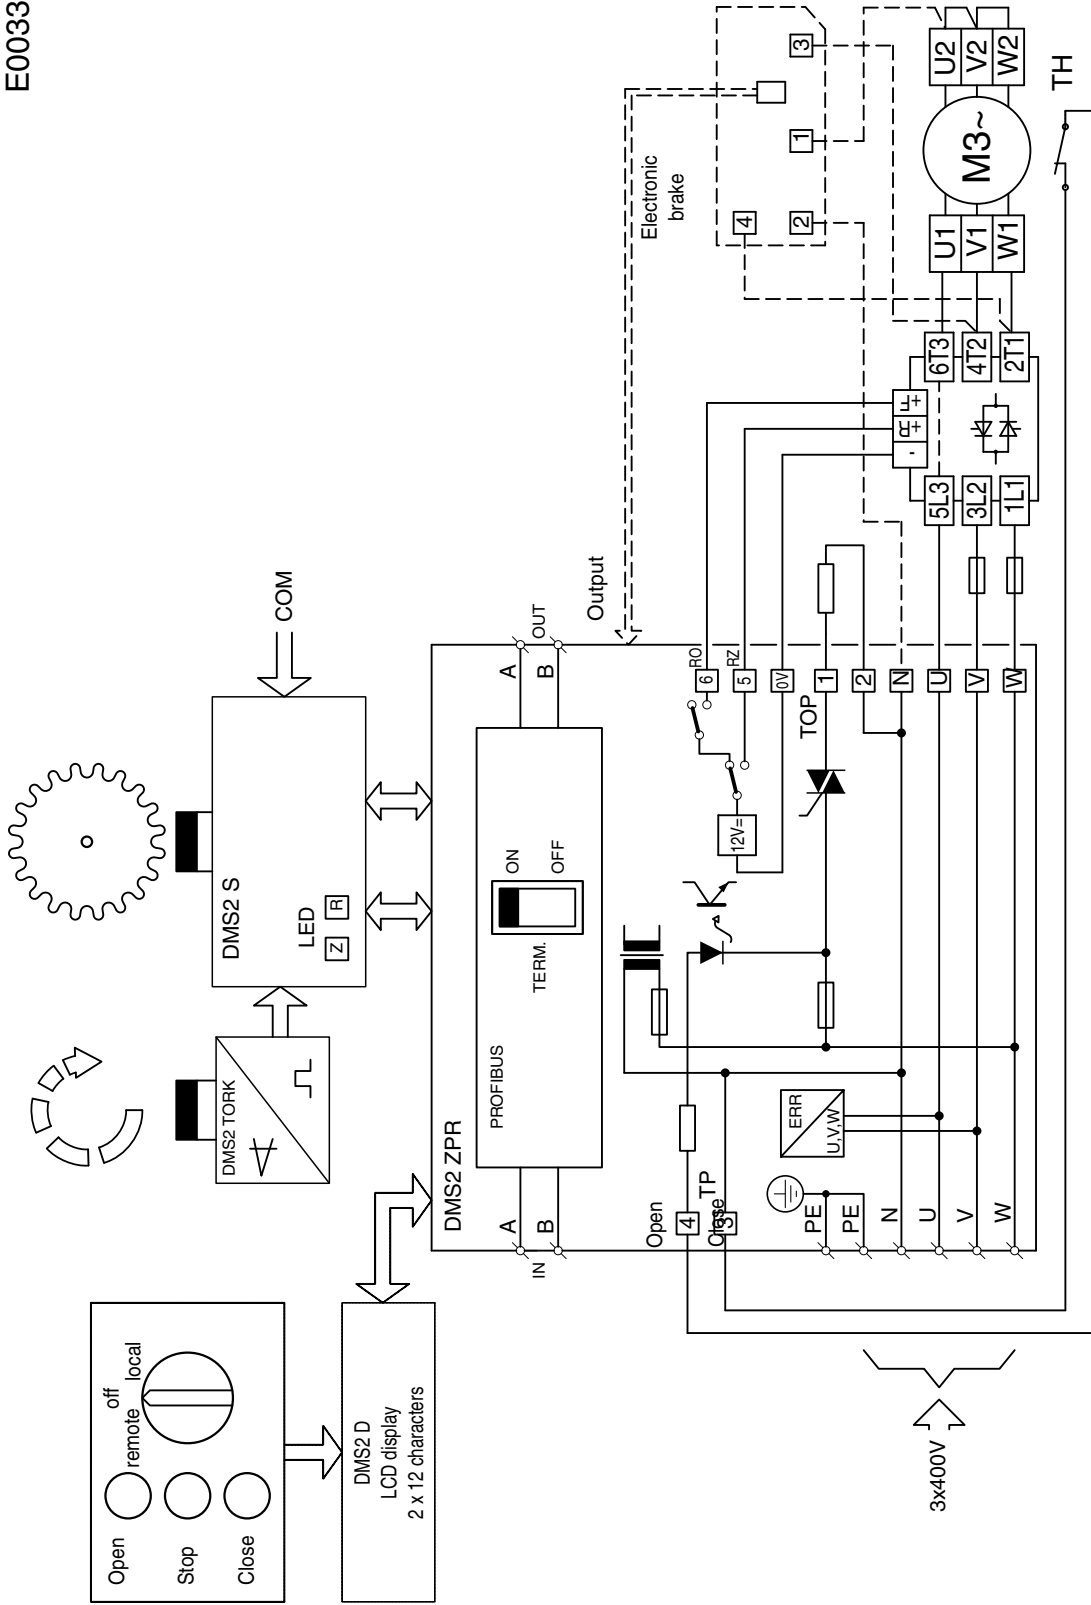 E0033
Open
Stop
Close
remote
off
local
DMS2 D
LCD display
2 x 12 characters
DMS2 TORK
DMS2 S
LED
Z
R
COM
DMS2 ZPR
PROFIBUS
TERM.
ON
OFF
A
B
IN
A
B
OUT
Output
Electronic
brake
4
2
1
3
Open
4
TP
Close
3
12V=
RO
6
RZ
5
0V
TOP
1
2
N
U
V
W
ERR
U,V,W
PE
PE
N
U
V
W
3x400V
-
+R
+F
5L3
3L2
1L1
6T3
4T2
2T1
U1
V1
W1
M3~
U2
V2
W2
TH